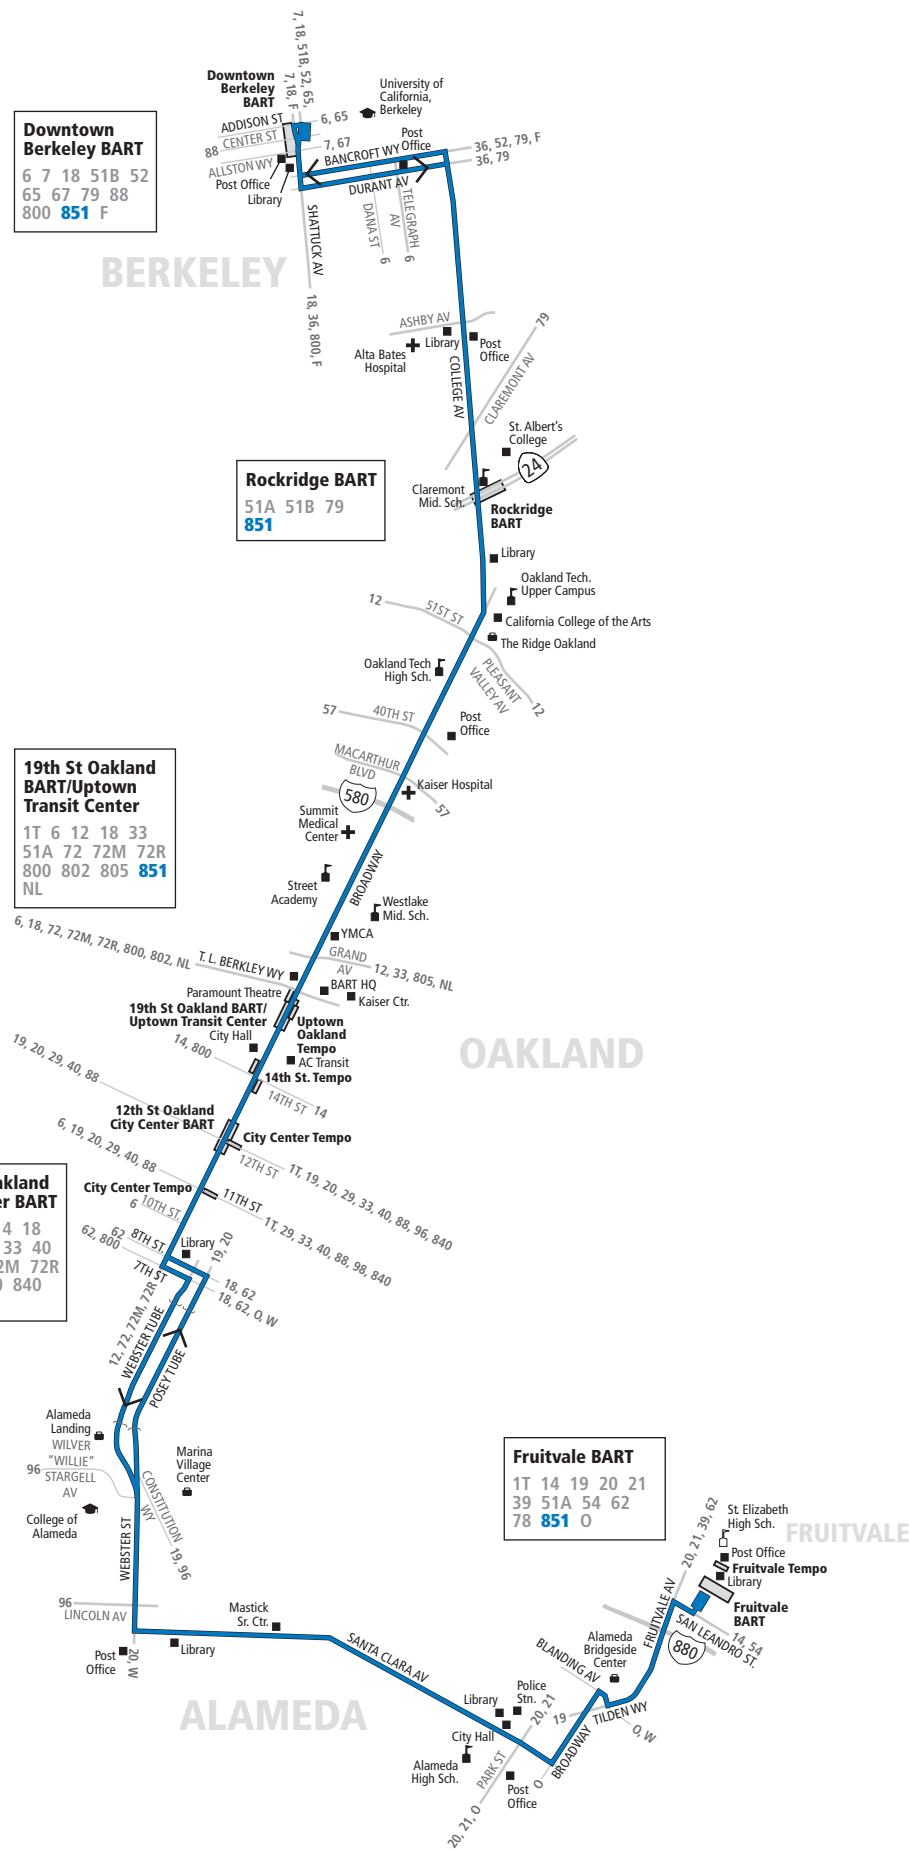 7, 18, 51B, 52, 65,
7, 18, F
Downtown
Berkeley
BART
University of
California,
Berkeley
ADDISON ST
6, 65
CENTER ST
88
7, 67
ALLSTON WY
Post
Office
BANCROFT WY
36, 52, 79, F
36, 79
Post Office
Library
DURANT AV
SHATTUCK AV
DANA ST
6
TELEGRAPH
AV
6
18, 36, 800, F
Downtown
Berkeley BART
6 7 18 51B 52
65 67 79 88
800 851 F
BERKELEY
ASHBY AV
Library
Post
Office
Alta Bates
Hospital
COLLEGE AV
79
CLAREMONT AV
St. Albert's
College
24
Claremont
Mid. Sch.
Rockridge
BART
Rockridge BART
51A 51B 79
851
Library
Oakland Tech.
Upper Campus
12
51ST ST
California College of the Arts
The Ridge Oakland
Oakland Tech
High Sch.
PLEASANT
VALLEY AV
12
57
40TH ST
Post
Office
MACARTHUR
BLVD
580
Kaiser Hospital
57
Summit
Medical
Center
19th St Oakland
BART/Uptown
Transit Center
1T 6 12 18 33
51A 72 72M 72R
800 802 805 851
NL
BROADWAY
Street
Academy
Westlake
Mid. Sch.
YMCA
6, 18, 72, 72M, 72R, 800, 802, NL
T. L. BERKLEY WY
GRAND
AV
12, 33, 805, NL
BART HQ
Kaiser Ctr.
Paramount Theatre
19th St Oakland BART/
Uptown Transit Center
Uptown
Oakland
Tempo
City Hall
AC Transit
14, 800
14th St. Tempo
14TH ST
14
OAKLAND
19, 20, 29, 40, 88
12th St Oakland
City Center BART
City Center Tempo
12TH ST
1T, 19, 20, 29, 33, 40, 88, 96, 840
6, 19, 20, 29, 40, 88
City Center Tempo
11TH ST
1T, 29, 33, 40, 88, 98, 840
6
10TH ST.
kland
er BART
4 18
33 40
2M 72R
0 840
62
8TH ST.
62, 800
7TH ST
Library
19, 20
18, 62
18, 62, O, W
12, 72, 72M, 72R
WEBSTER TUBE
POSEY TUBE
Alameda
Landing
WILVER
"WILLIE"
STARGELL
AV
96
Marina
Village
Center
College of
Alameda
CONSTITUTION
WY
19, 96
WEBSTER ST
96
LINCOLN AV
Mastick
Sr. Ctr.
Post
Office
20, W
Library
SANTA CLARA AV
ALAMEDA
Fruitvale BART
1T 14 19 20 21
39 51A 54 62
78 851 O
20, 21, 39, 62
St. Elizabeth
High Sch.
FRUITVALE
Post Office
Fruitvale Tempo
Library
Fruitvale
BART
FRUITVALE AV
SAN LEANDRO ST.
14, 54
880
Alameda
Bridgeside
Center
BLANDING AV
TILDEN WY
19
O, W
BROADWAY
O
Police
Stn.
Library
City Hall
20, 21
PARK ST
20, 21, O
Alameda
High Sch.
Post
Office